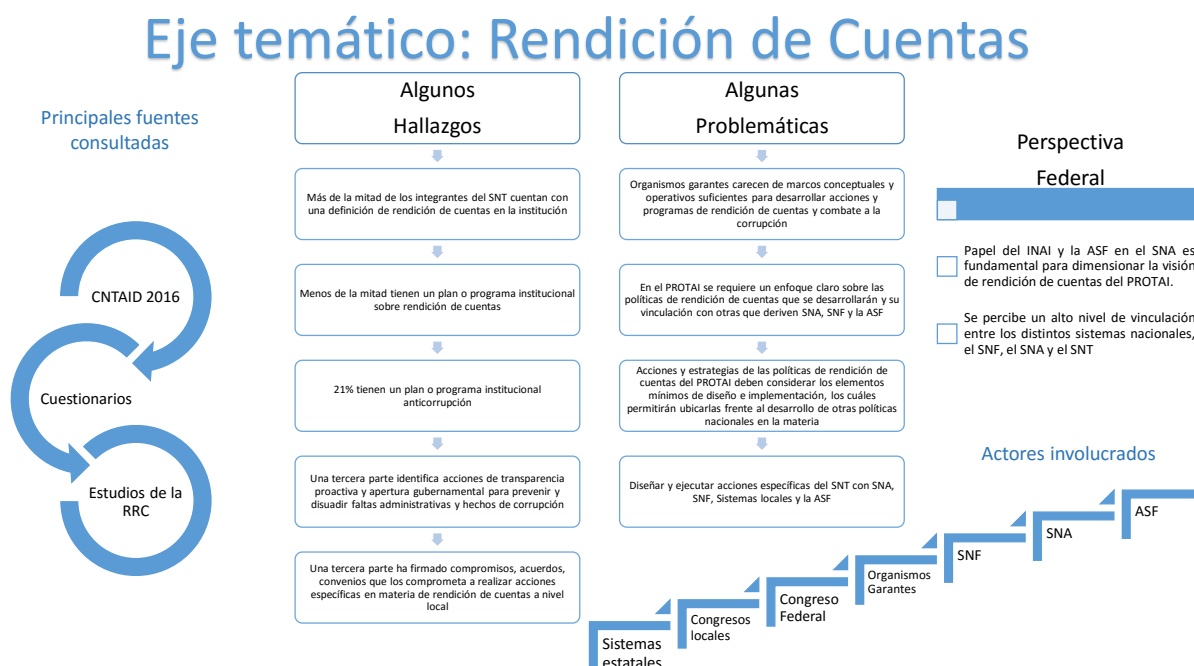 Eje temático: Rendición de Cuentas
Principales fuentes
consultadas
CNTAID 2016
Cuestionarios
Estudios de la
RRC
Algunos
Hallazgos
Más de la mitad de los integrantes del SNT cuentan con
una definición de rendición de cuentas en la institución
Menos de la mitad tienen un plan o programa institucional
sobre rendición de cuentas
21% tienen un plan o programa institucional
anticorrupción
Una tercera parte identifica acciones de transparencia
proactiva y apertura gubernamental para prevenir y
disuadir faltas administrativas y hechos de corrupción
Una tercera parte ha firmado compromisos, acuerdos,
convenios que los comprometa a realizar acciones
específicas en materia de rendición de cuentas a nivel
local
Algunas
Problemáticas
Organismos garantes carecen de marcos conceptuales y
operativos suficientes para desarrollar acciones y
programas de rendición de cuentas y combate a la
corrupción
En el PROTAI se requiere un enfoque claro sobre las
políticas de rendición de cuentas que se desarrollarán y su
vinculación con otras que deriven SNA, SNF y la ASF
Acciones y estrategias de las políticas de rendición de
cuentas del PROTAI deben considerar los elementos
mínimos de diseño e implementación, los cuáles
permitirán ubicarlas frente al desarrollo de otras políticas
nacionales en la materia
Diseñar y ejecutar acciones específicas del SNT con SNA,
SNF, Sistemas locales y la ASF
Perspectiva
Federal
Papel del INAI y la ASF en el SNA es
fundamental para dimensionar la visión
de rendición de cuentas del PROTAI.
Se percibe un alto nivel de vinculación
entre los distintos sistemas nacionales,
el SNF, el SNA y el SNT
Actores involucrados
Sistemas
estatales
Congresos
locales
Congreso
Federal
Organismos
Garantes
SNF
SNA
ASF